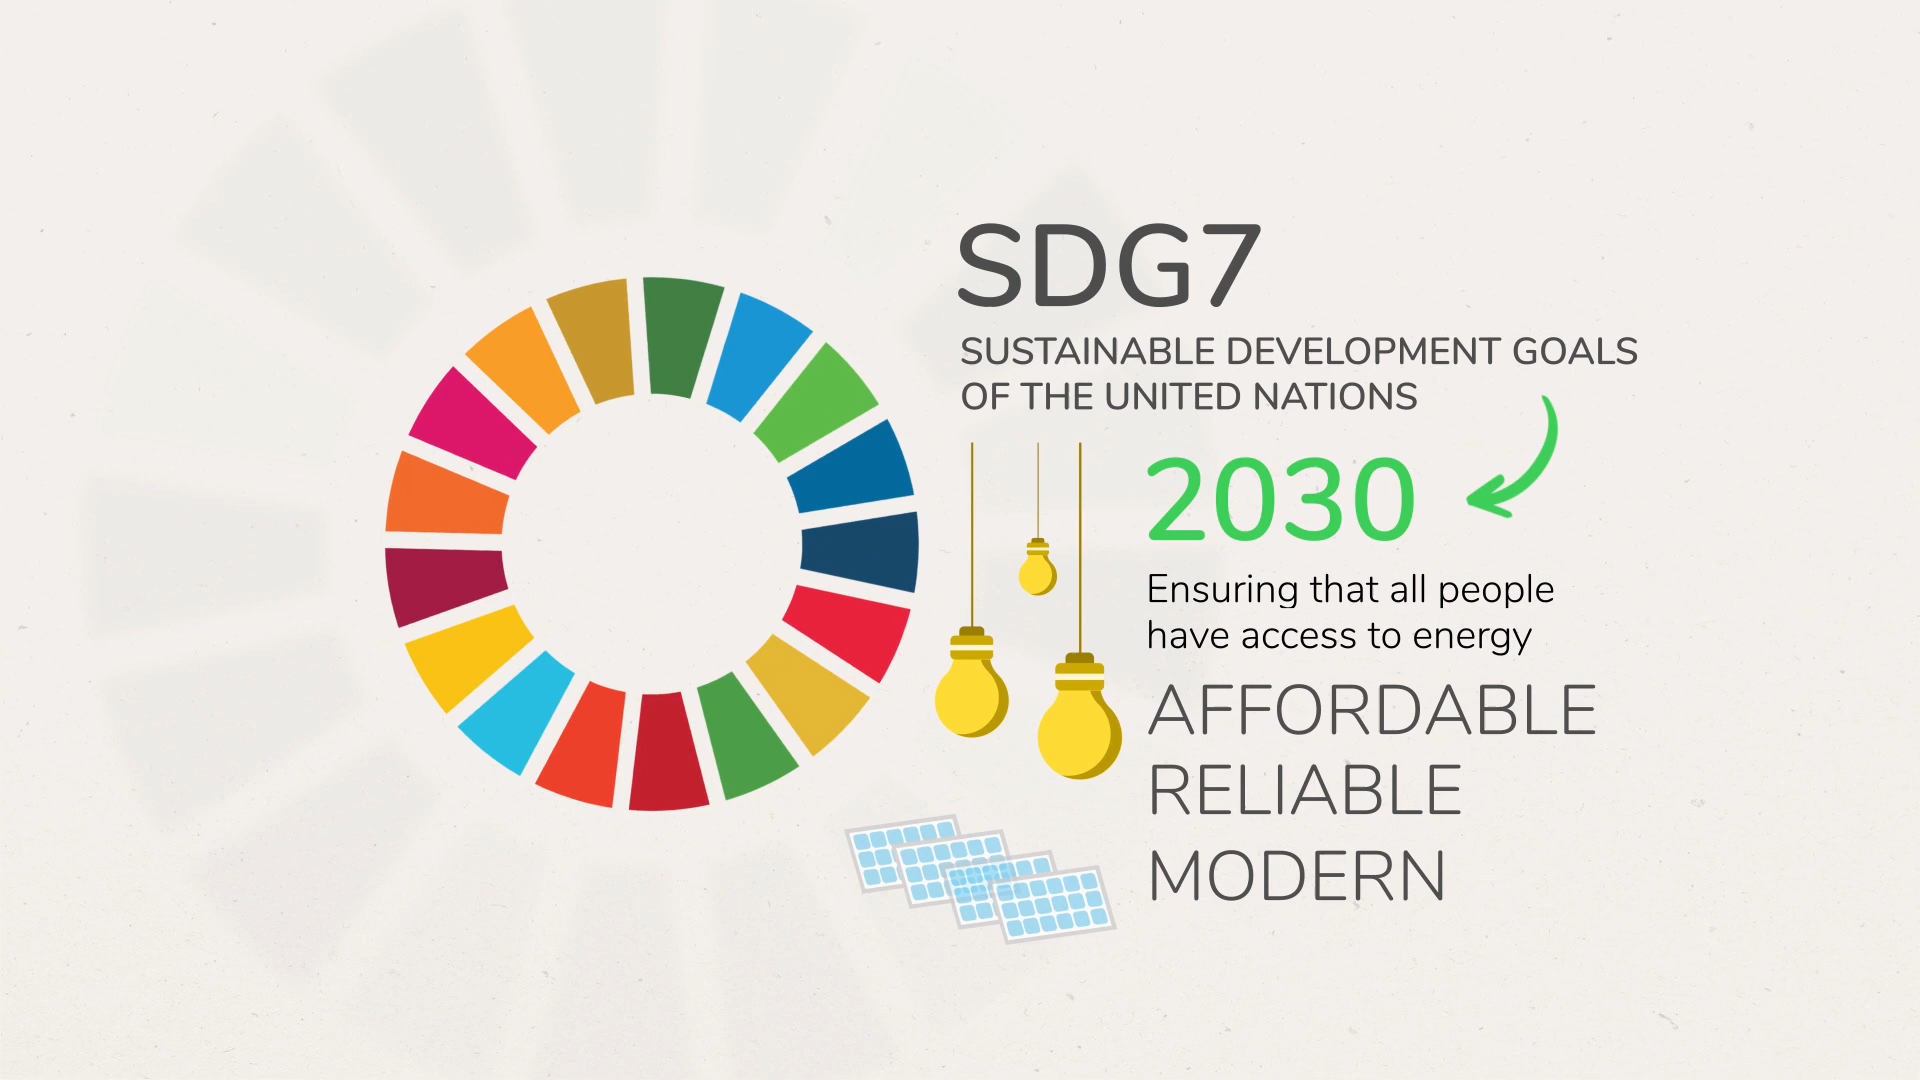 SDG7
SUSTAINABLE DEVELOPMENT GOALS
OF THE UNITED NATIONS
2030
Ensuring that all people
have access to energy
AFFORDABLE
RELIABLE
MODERN